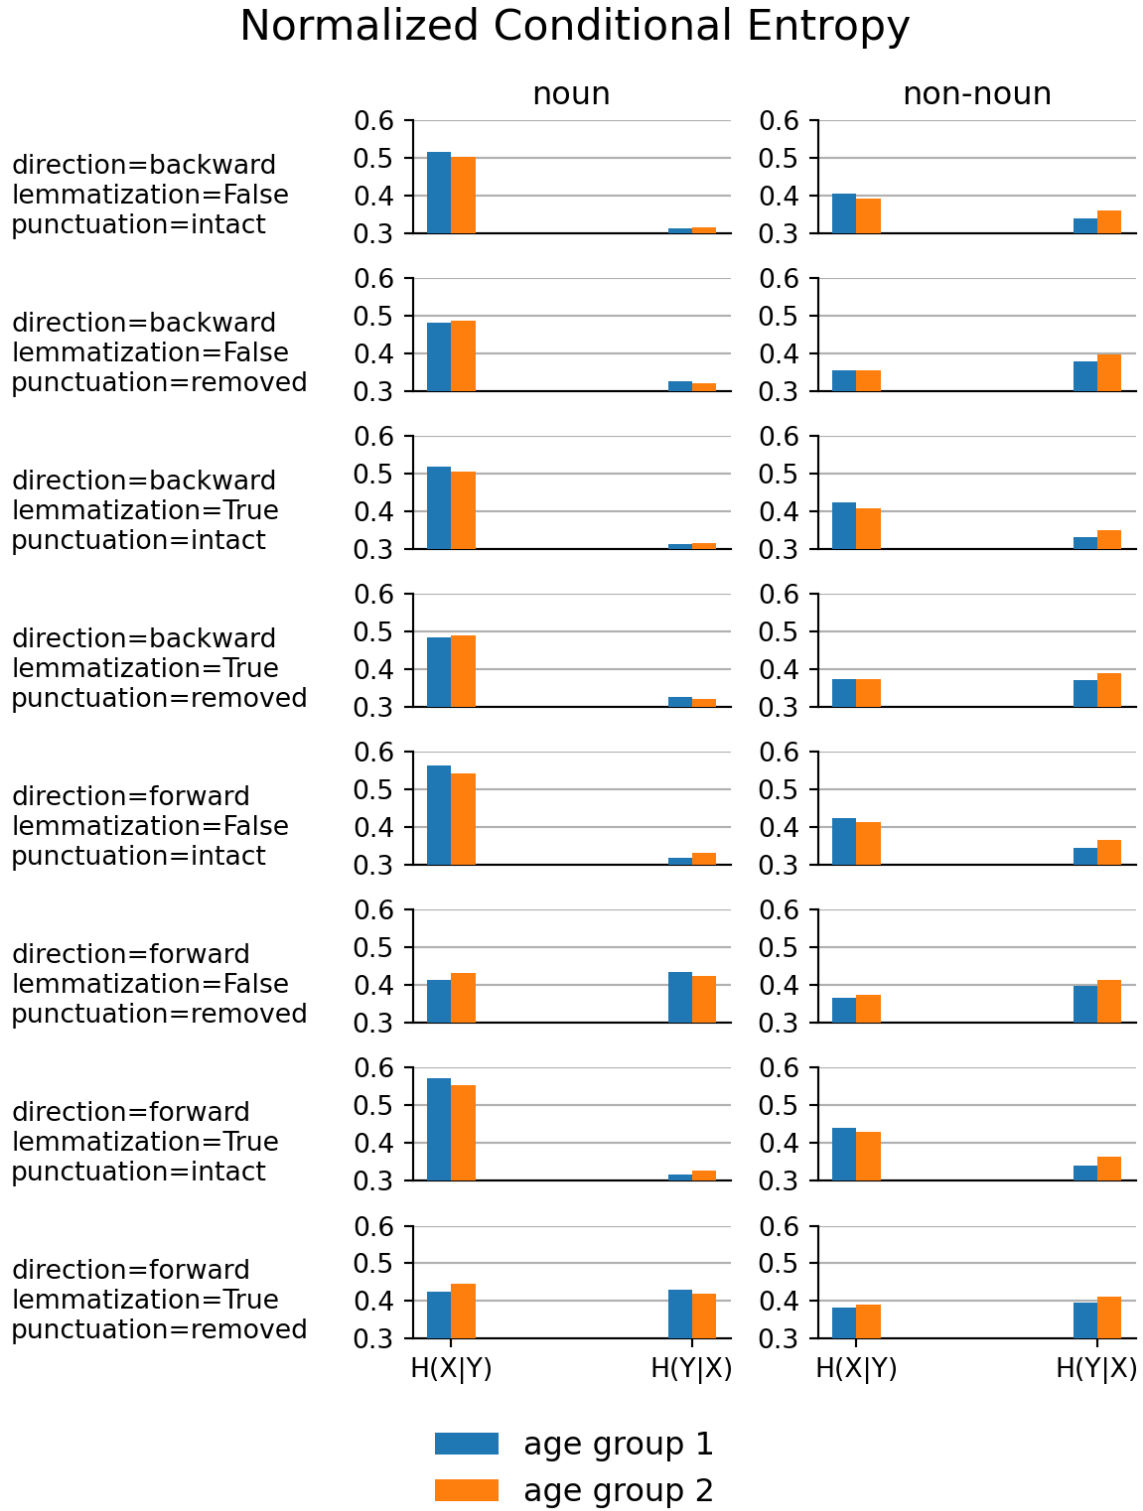 Normalized Conditional Entropy
noun
non-noun
direction=backward
lemmatization=False
punctuation=intact
0.6
0.5
0.4
0.3
0.6
0.5
0.4
0.3
direction=backward
lemmatization=False
punctuation=removed
0.6
0.5
0.4
0.3
0.6
0.5
0.4
0.3
direction=backward
lemmatization=True
punctuation=intact
0.6
0.5
0.4
0.3
0.6
0.5
0.4
0.3
direction=backward
lemmatization=True
punctuation=removed
0.6
0.5
0.4
0.3
0.6
0.5
0.4
0.3
direction=forward
lemmatization=False
punctuation=intact
0.6
0.5
0.4
0.3
0.6
0.5
0.4
0.3
direction=forward
lemmatization=False
punctuation=removed
0.6
0.5
0.4
0.3
0.6
0.5
0.4
0.3
direction=forward
lemmatization=True
punctuation=intact
0.6
0.5
0.4
0.3
0.6
0.5
0.4
0.3
direction=forward
lemmatization=True
punctuation=removed
0.6
0.5
0.4
0.3
0.6
0.5
0.4
0.3
H(X|Y)
H(Y|X)
H(X|Y)
H(Y|X)
age group 1
age group 2